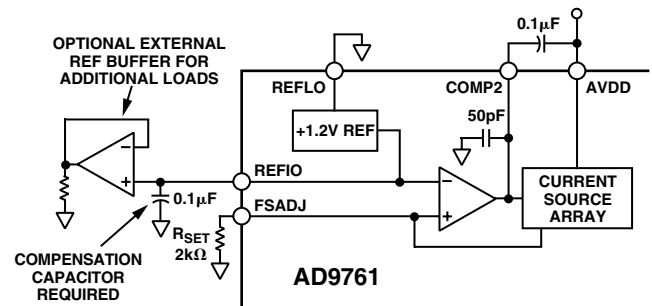 OPTIONAL EXTERNAL
REF BUFFER FOR
ADDITIONAL LOADS
0.1μF
REFLO
COMP2
AVDD
50pF
+1.2V REF
REFIO
–
+
0.1μF
FSADJ
–
+
CURRENT
SOURCE
ARRAY
RSET
2kΩ
COMPENSATION
CAPACITOR
REQUIRED
AD9761